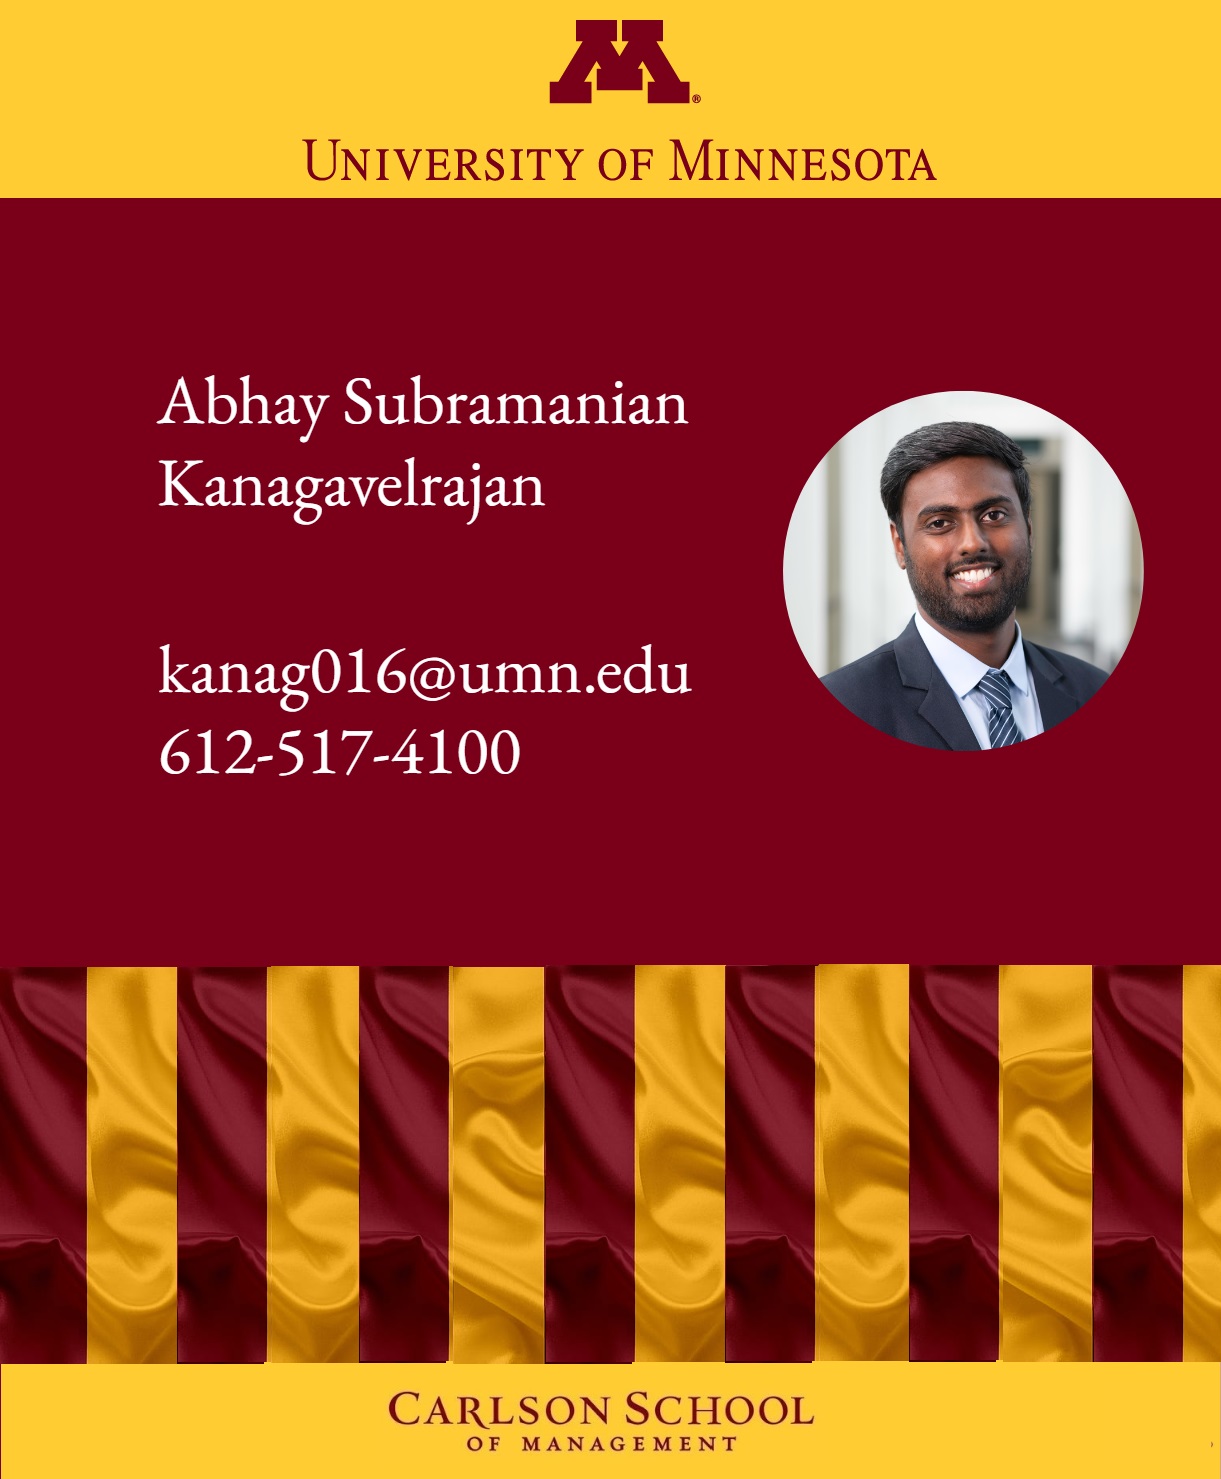 M®
UNIVERSITY OF MINNESOTA
Abhay Subramanian
Kanagavelrajan
kanag016@umn.edu
612-517-4100
CARLSON SCHOOL
OF MANAGEMENT